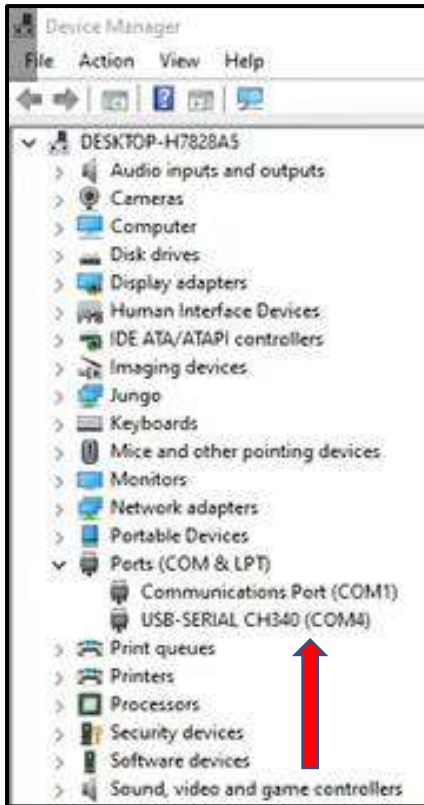 Device Manager
File Action View Help
DESKTOP-H7828A5
Audio inputs and outputs
Cameras
Computer
Disk drives
Display adapters
Human Interface Devices
IDE ATA/ATAPI controllers
Imaging devices
Jungo
Keyboards
Mice and other pointing devices
Monitors
Network adapters
Portable Devices
Ports (COM & LPT)
Communications Port (COM1)
USB-SERIAL CH340 (COM4)
Print queues
Printers
Processors
Security devices
Software devices
Sound, video and game controllers